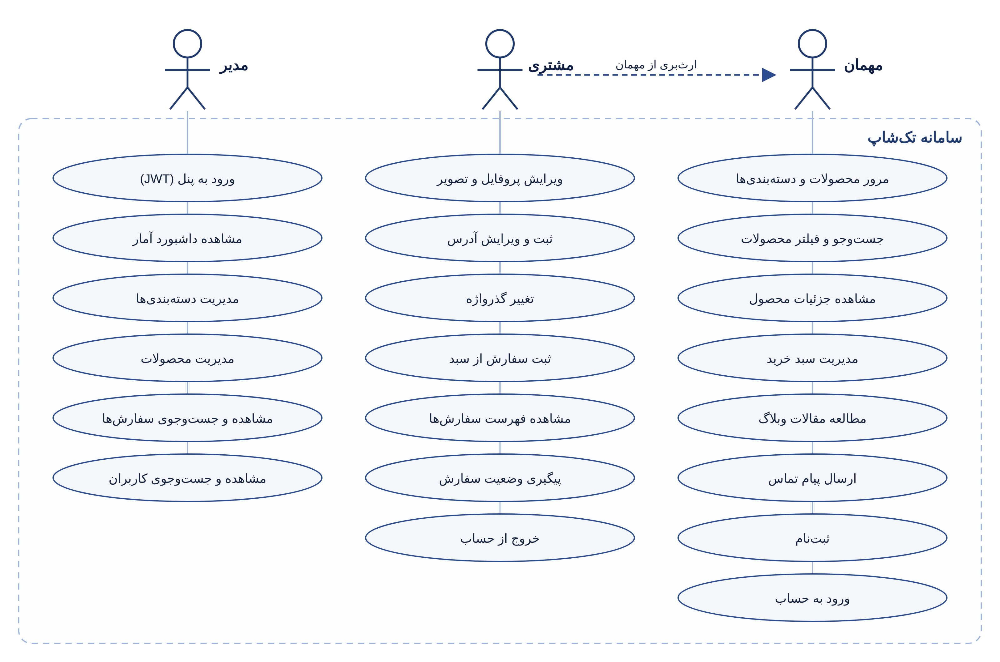 مهمان
ارث‌بری از مهمان
مشتری
مدیر
سامانه تک‌شاپ
مرور محصولات و دسته‌بندی‌ها
جست‌وجو و فیلتر محصولات
مشاهده جزئیات محصول
مدیریت سبد خرید
مطالعه مقالات وبلاگ
ارسال پیام تماس
ثبت‌نام
ورود به حساب
ویرایش پروفایل و تصویر
ثبت و ویرایش آدرس
تغییر گذرواژه
ثبت سفارش از سبد
مشاهده فهرست سفارش‌ها
پیگیری وضعیت سفارش
خروج از حساب
ورود به پنل (JWT)
مشاهده داشبورد آمار
مدیریت دسته‌بندی‌ها
مدیریت محصولات
مشاهده و جست‌وجوی سفارش‌ها
مشاهده و جست‌وجوی کاربران